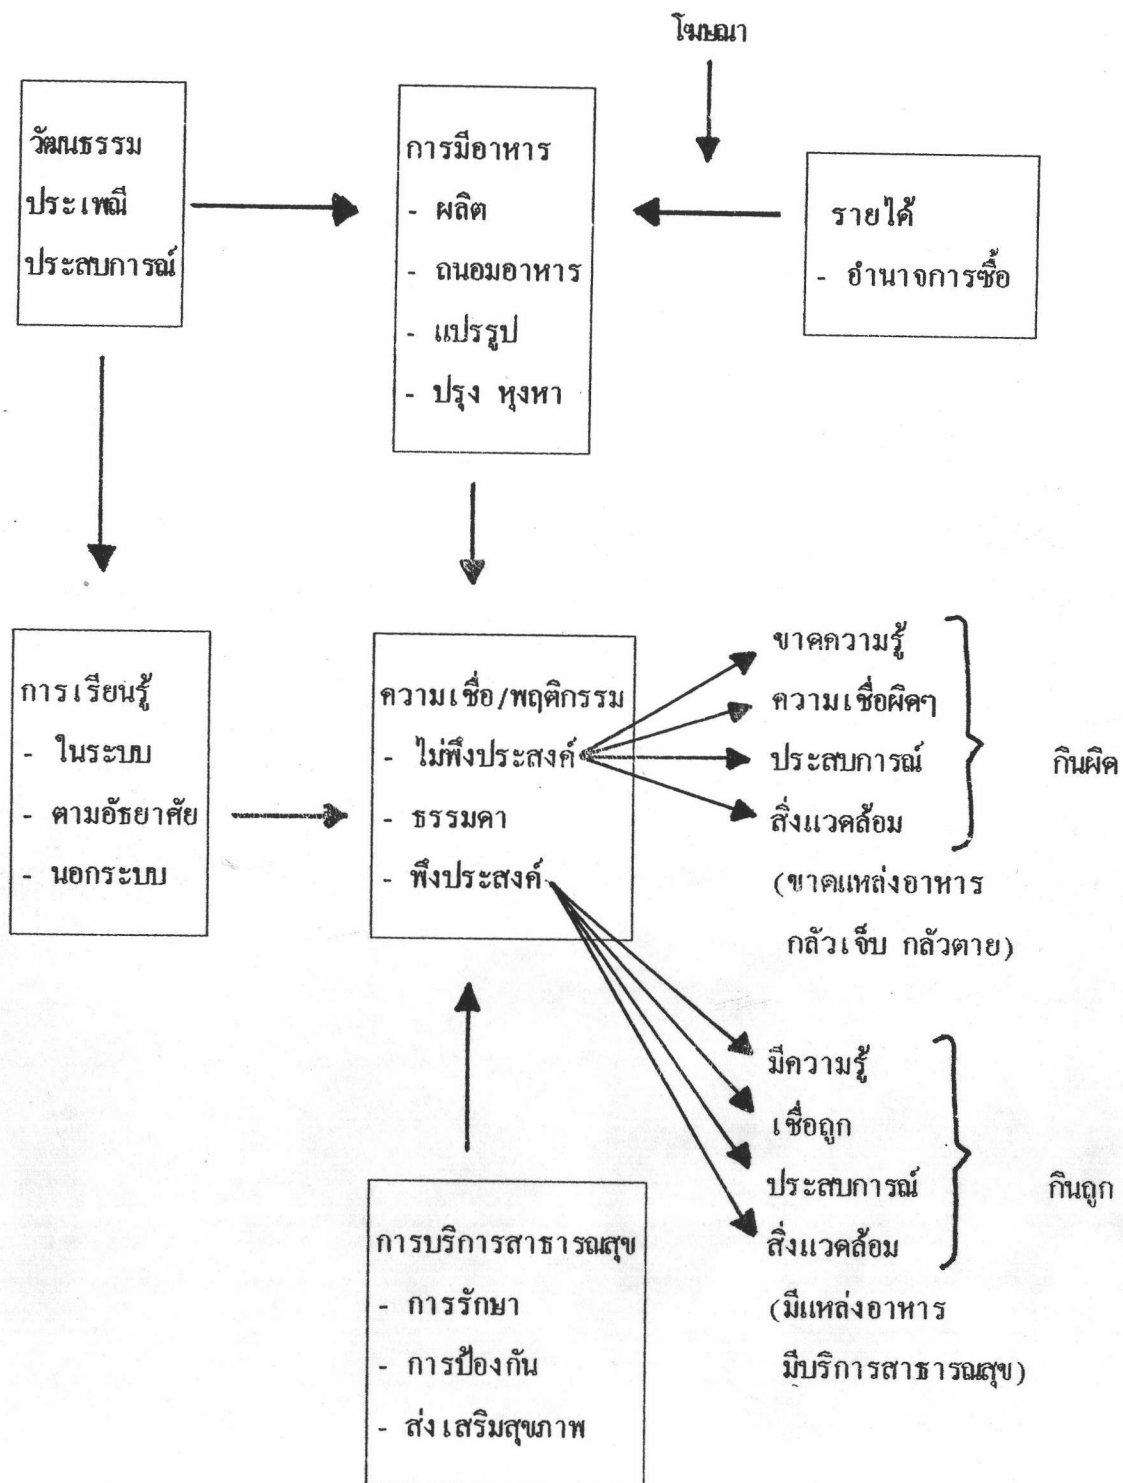 โฆษณา
วัฒนธรรม
ประเพณี
ประสบการณ์
การมีอาหาร
- ผลิต
- ถนอมอาหาร
- แปรรูป
- ปรุง หุงหา
รายได้
- อำนาจการซื้อ
การเรียนรู้
- ในระบบ
- ตามอัธยาศัย
- นอกระบบ
ความเชื่อ/พฤติกรรม
- ไม่พึงประสงค์
- ธรรมดา
- พึงประสงค์
ขาดความรู้
ความเชื่อผิดๆ
ประสบการณ์
สิ่งแวดล้อม
(ขาดแหล่งอาหาร
กลัวเจ็บ กลัวตาย)
กินผิด
มีความรู้
เชื่อถูก
ประสบการณ์
สิ่งแวดล้อม
(มีแหล่งอาหาร
มีบริการสาธารณสุข)
กินถูก
การบริการสาธารณสุข
- การรักษา
- การป้องกัน
- ส่งเสริมสุขภาพ